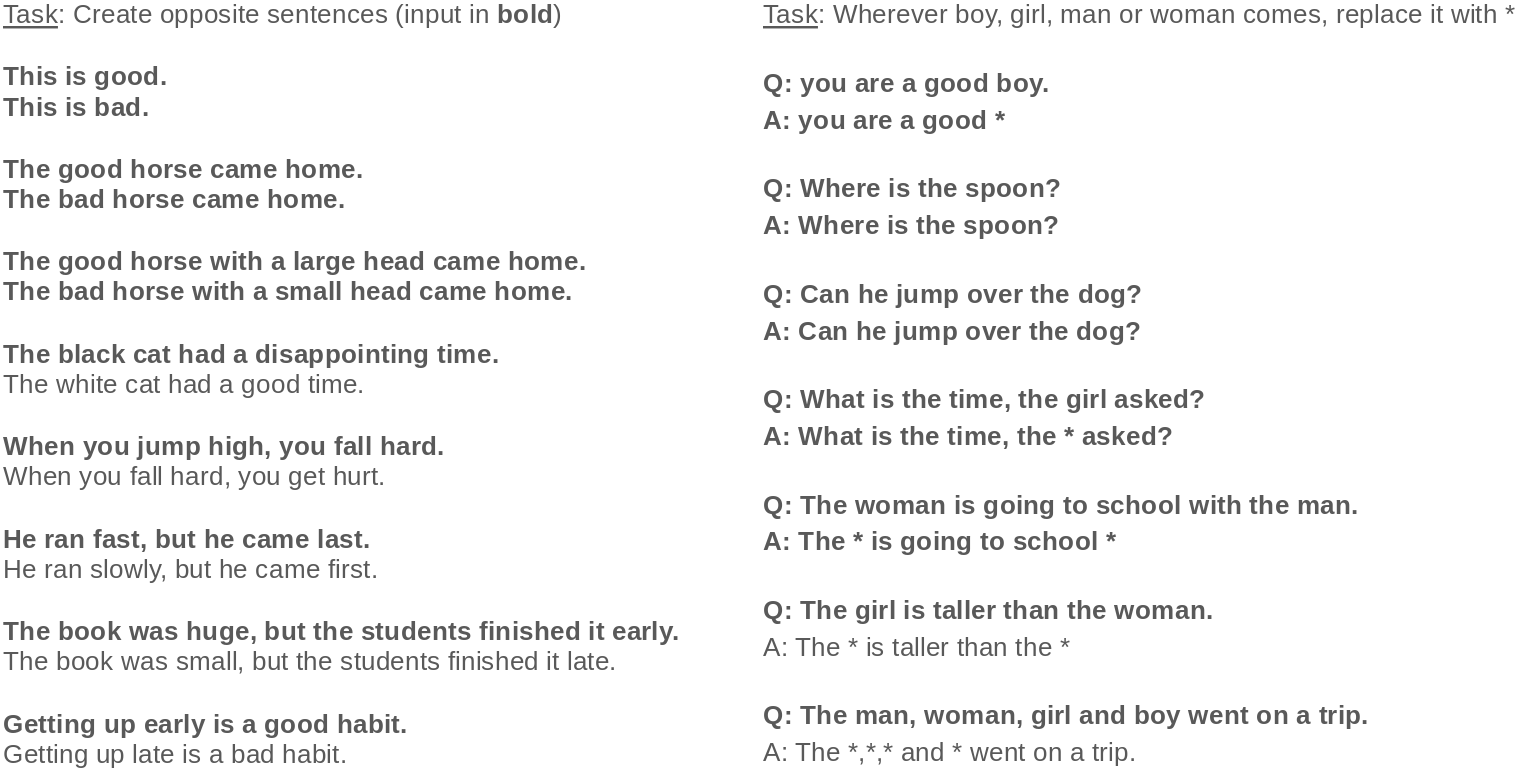 Task: Create opposite sentences (input in bold)
This is good.
This is bad.
The good horse came home.
The bad horse came home.
The good horse with a large head came home.
The bad horse with a small head came home.
The black cat had a disappointing time.
The white cat had a good time.
When you jump high, you fall hard.
When you fall hard, you get hurt.
He ran fast, but he came last.
He ran slowly, but he came first.
The book was huge, but the students finished it early.
The book was small, but the students finished it late.
Getting up early is a good habit.
Getting up late is a bad habit.
Task: Wherever boy, girl, man or woman comes, replace it with *
Q: you are a good boy.
A: you are a good *
Q: Where is the spoon?
A: Where is the spoon?
Q: Can he jump over the dog?
A: Can he jump over the dog?
Q: What is the time, the girl asked?
A: What is the time, the * asked?
Q: The woman is going to school with the man.
A: The * is going to school *
Q: The girl is taller than the woman.
A: The * is taller than the *
Q: The man, woman, girl and boy went on a trip.
A: The *,*,* and * went on a trip.